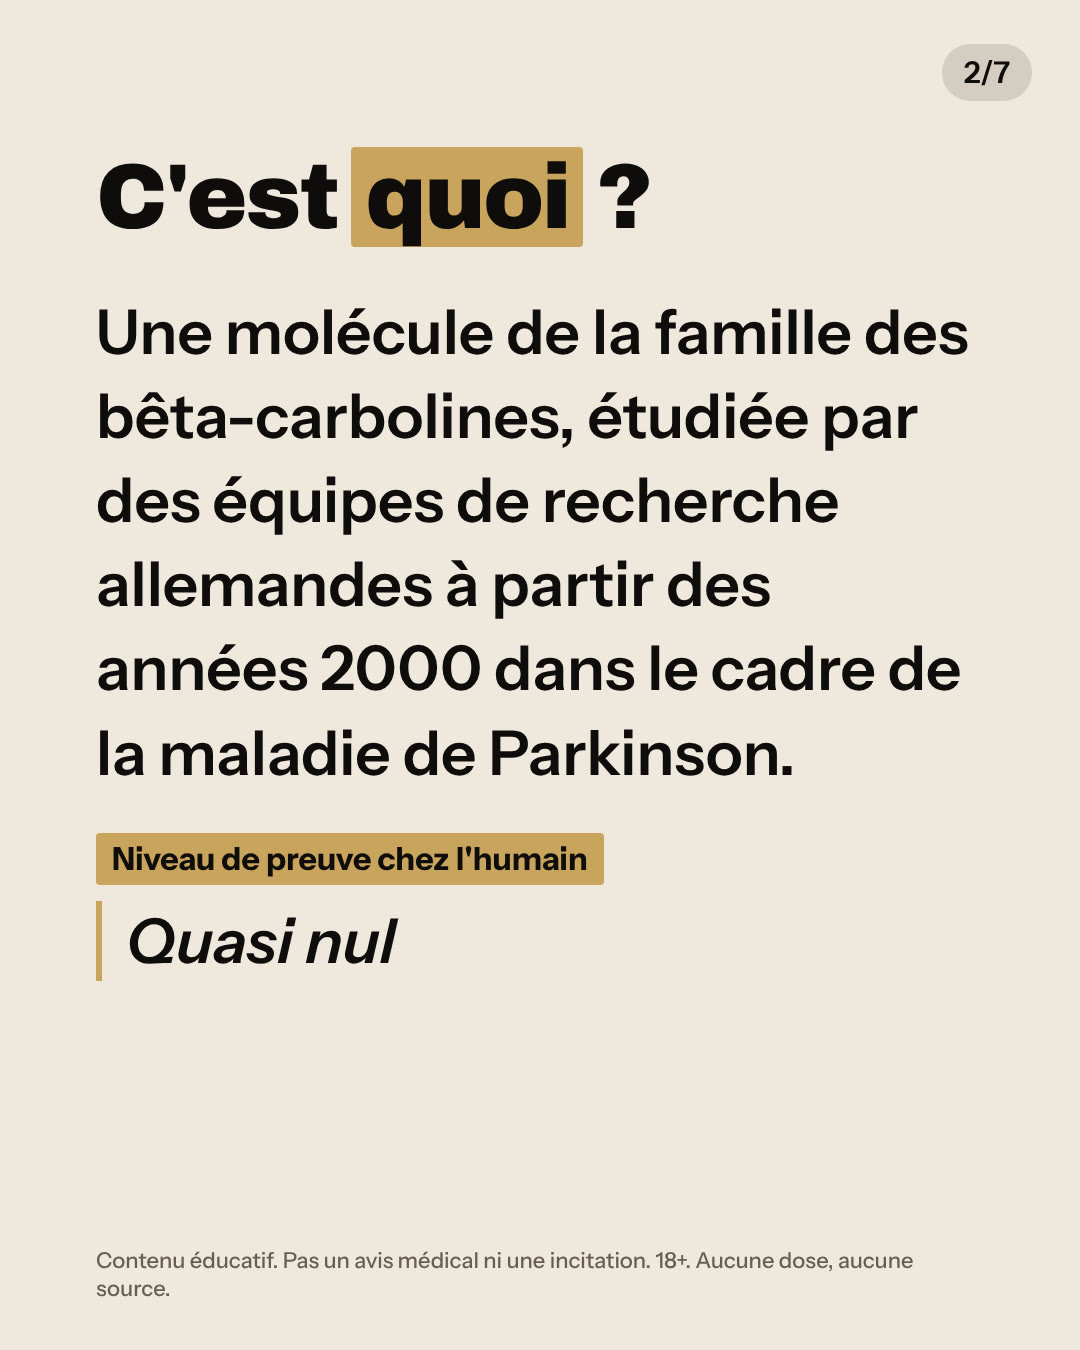 2/7
C'est quoi ?
Une molécule de la famille des
bêta-carbolines, étudiée par
des équipes de recherche
allemandes à partir des
années 2000 dans le cadre de
la maladie de Parkinson.
Niveau de preuve chez l'humain
Quasi nul
Contenu éducatif. Pas un avis médical ni une incitation. 18+. Aucune dose, aucune
source.